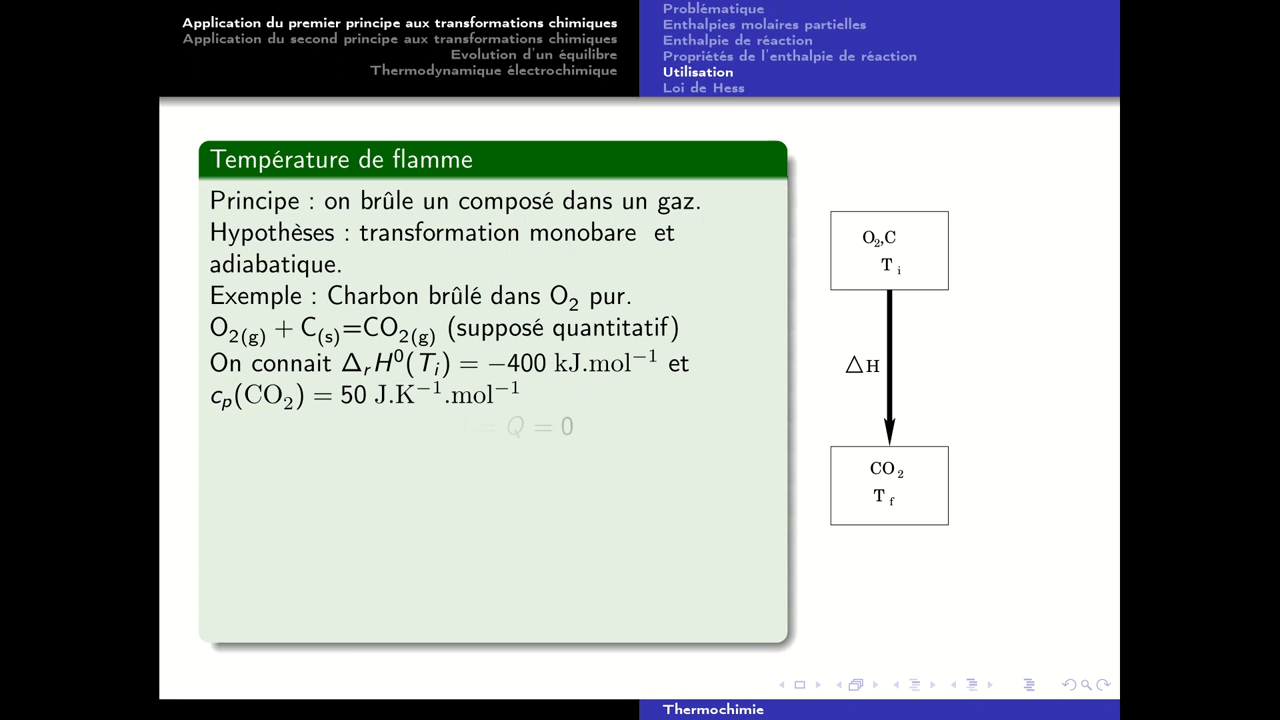 Application du premier principe aux transformations chimiques
Application du second principe aux transformations chimiques
Evolution d'un équilibre
Thermodynamique électrochimique
Problématique
Enthalpies molaires partielles
Enthalpie de réaction
Propriétés de l'enthalpie de réaction
Utilisation
Loi de Hess
Température de flamme
Principe : on brûle un composé dans un gaz.
Hypothèses : transformation monobare et
adiabatique.
Exemple : Charbon brûlé dans O₂ pur.
O₂₍g₎ + C₍s₎=CO₂₍g₎ (supposé quantitatif)
On connait ΔᵣH⁰(Tᵢ) = −400 kJ.mol⁻¹ et
cₚ(CO₂) = 50 J.K⁻¹.mol⁻¹
= Q = 0
O₂,C
T ᵢ
△H
CO ₂
T f
Thermochimie